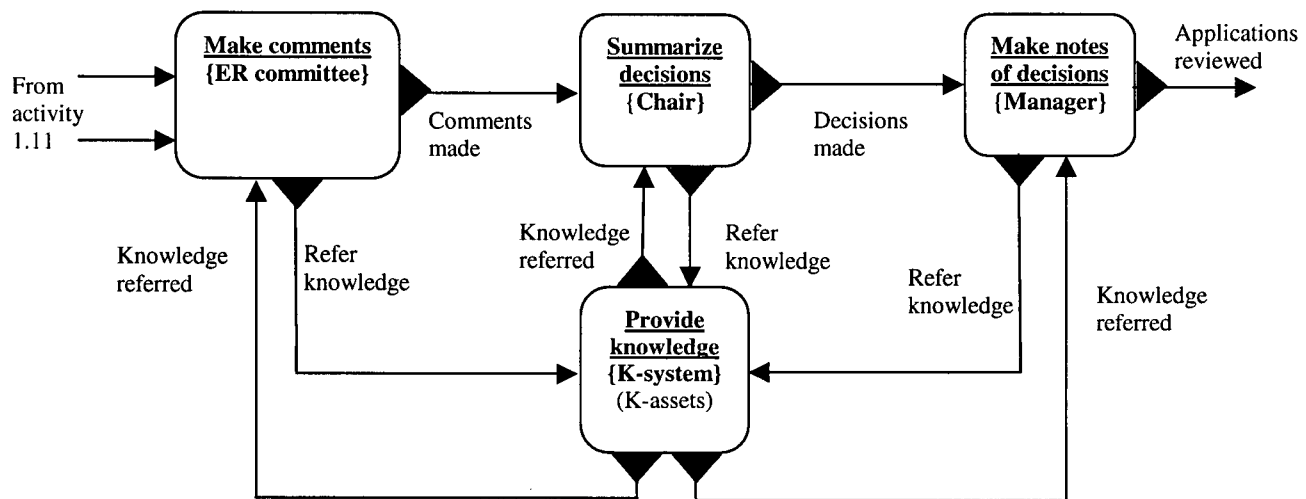 Make comments
{ER committee}
Summarize
decisions
{Chair}
Make notes
of decisions
{Manager}
Applications
reviewed
From
activity
1.11
Comments
made
Decisions
made
Knowledge
referred
Refer
knowledge
Knowledge
referred
Refer
knowledge
Refer
knowledge
Knowledge
referred
Provide
knowledge
{K-system}
(K-assets)